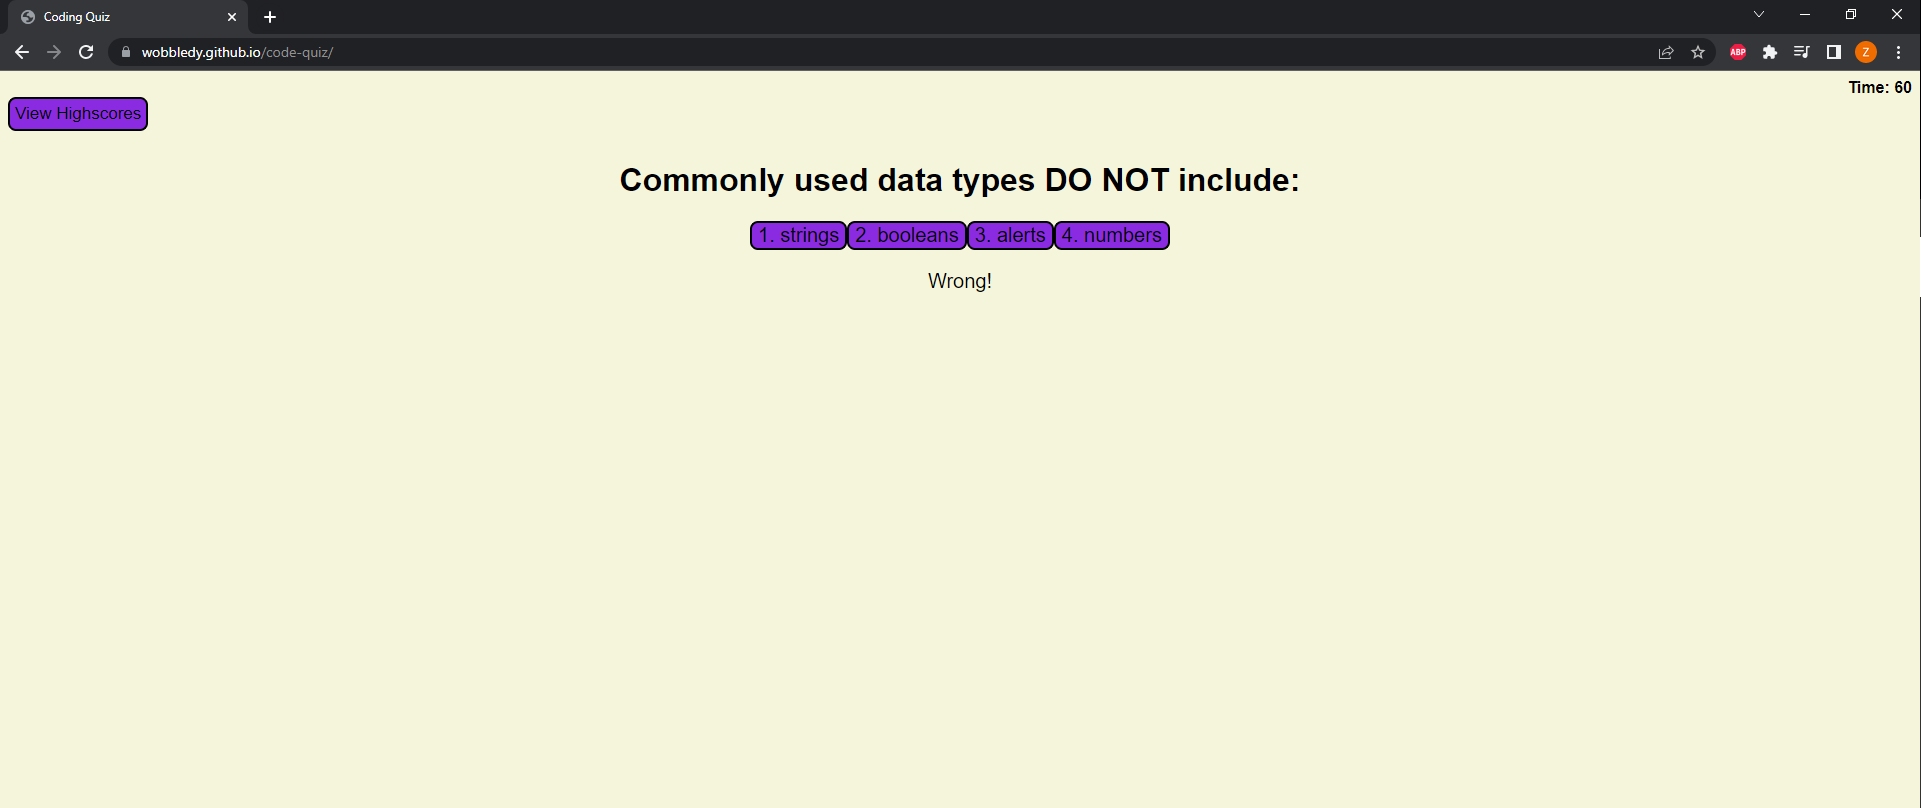 Coding Quiz
wobbledy.github.io/code-quiz/
ABP
Z
Time: 60
View Highscores
Commonly used data types DO NOT include:
1. strings 2. booleans 3. alerts 4. numbers
Wrong!